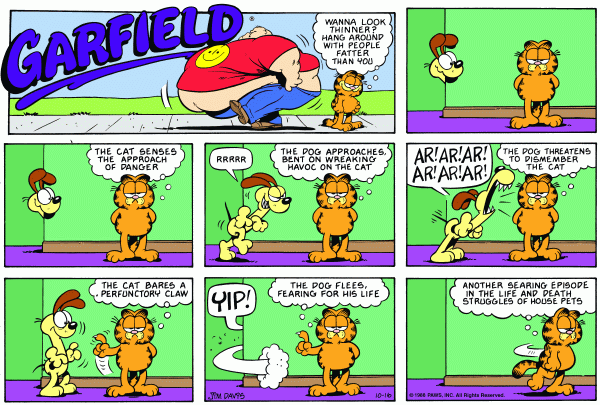 GARFIELD®
WANNA LOOK
THINNER?
HANG AROUND
WITH PEOPLE
FATTER
THAN YOU
THE CAT SENSES
THE APPROACH
OF DANGER
RRRRR
THE DOG APPROACHES,
BENT ON WREAKING
HAVOC ON THE CAT
AR!AR!AR!
AR!AR!AR!
THE DOG THREATENS
TO DISMEMBER
THE CAT
THE CAT BARES A
PERFUNCTORY CLAW
YIP!
THE DOG FLEES,
FEARING FOR HIS LIFE
JIM DAVIS
10-16
ANOTHER SEARING EPISODE
IN THE LIFE AND DEATH
STRUGGLES OF HOUSE PETS
© 1988 PAWS, INC. All Rights Reserved.